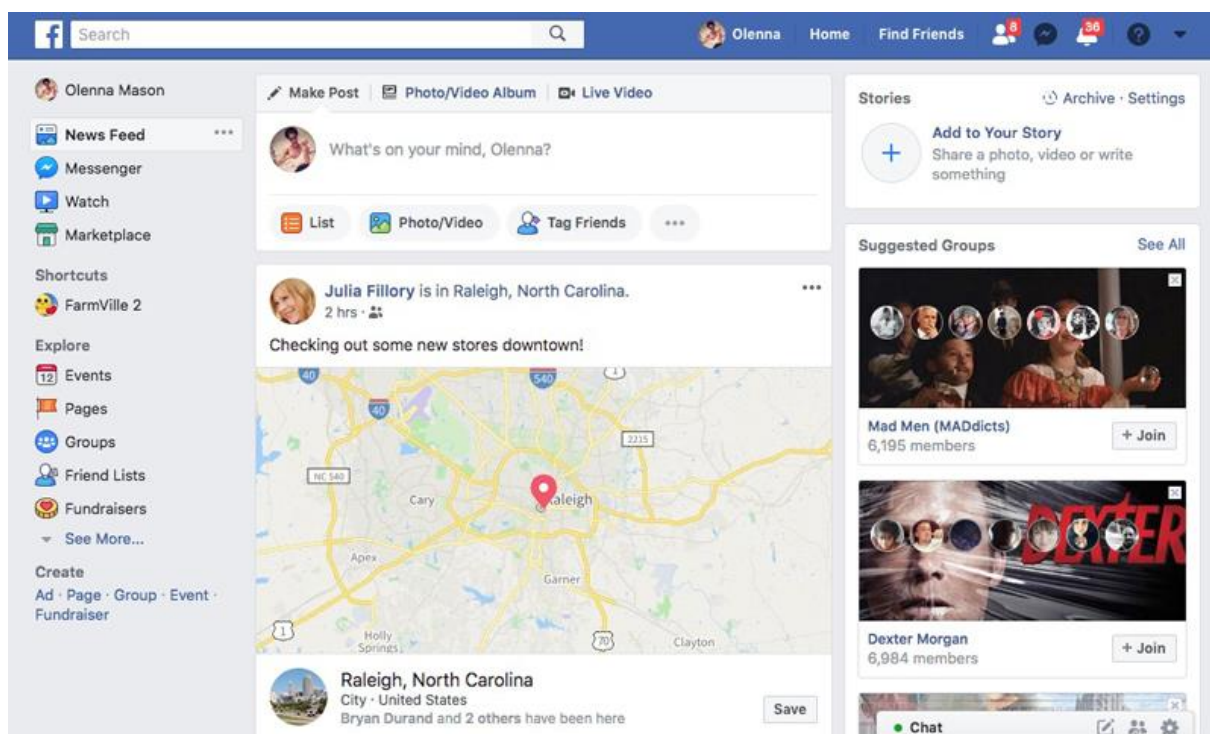 f
Search
Olenna
Home
Find Friends
8
36
Olenna Mason
News Feed
Messenger
Watch
Marketplace
Shortcuts
FarmVille 2
Explore
12 Events
Pages
Groups
Friend Lists
Fundraisers
See More...
Create
Ad · Page · Group · Event ·
Fundraiser
Make Post
Photo/Video Album
Live Video
What's on your mind, Olenna?
List
Photo/Video
Tag Friends
Julia Fillory is in Raleigh, North Carolina.
2 hrs ·
Checking out some new stores downtown!
40
540
40
2215
NC 540
Cary
Raleigh
Apex
Garner
1
Holly
Springs
70
Clayton
Raleigh, North Carolina
City · United States
Bryan Durand and 2 others have been here
Save
Stories
Archive · Settings
Add to Your Story
Share a photo, video or write
something
Suggested Groups
See All
Mad Men (MADdicts)
6,195 members
+ Join
DEXTER
Dexter Morgan
6,984 members
+ Join
Chat